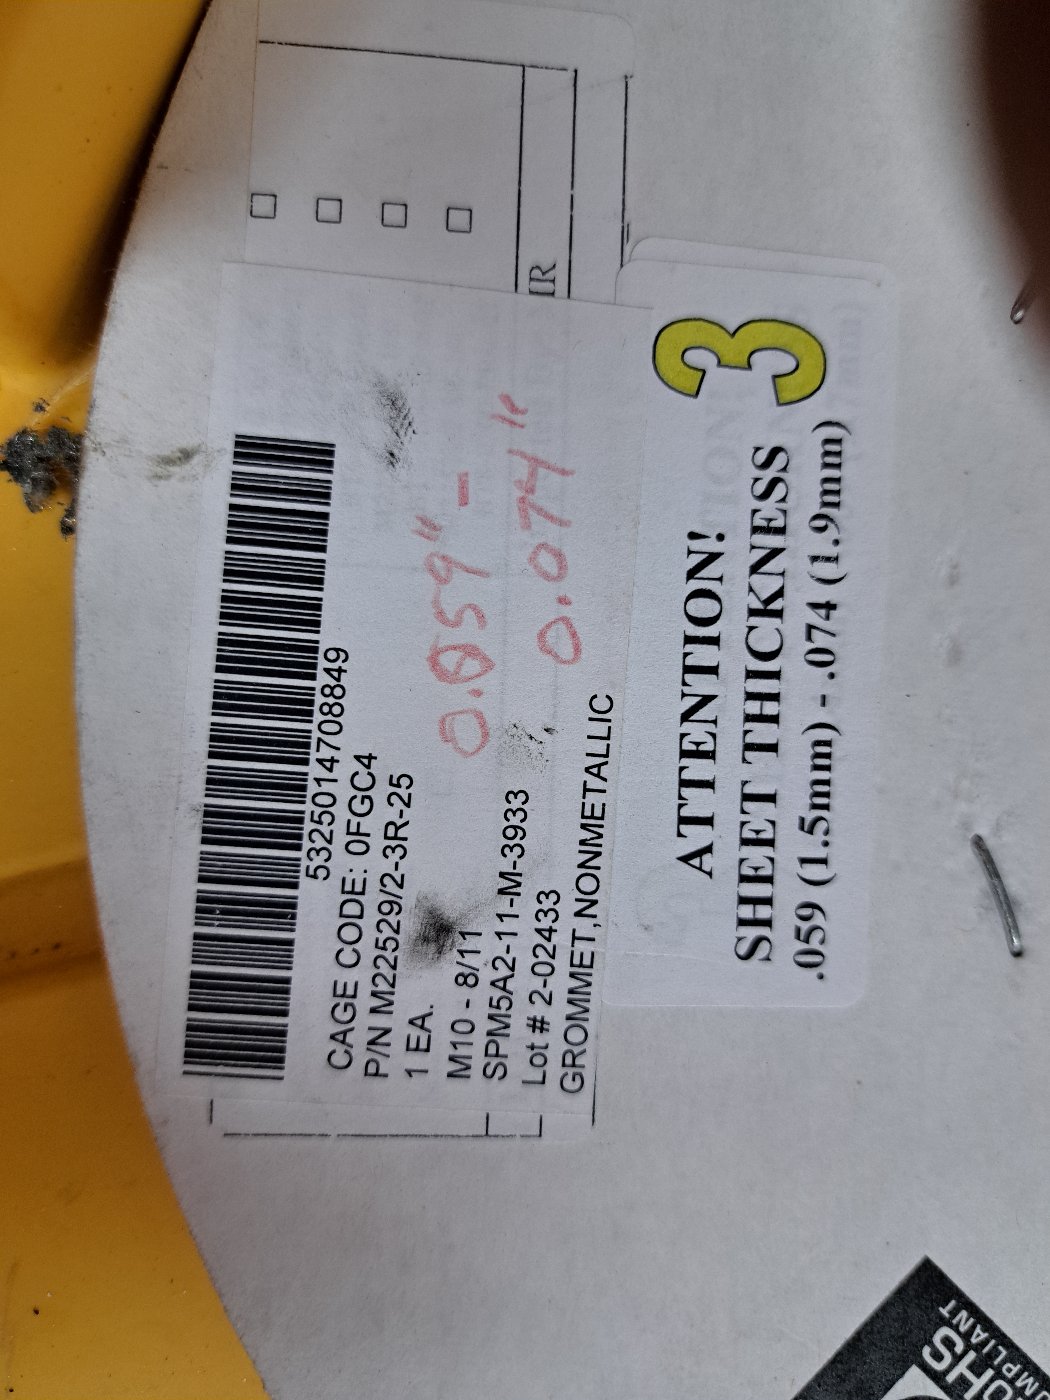 IR
5325014708849
CAGE CODE: 0FGC4
P/N M22529/2-3R-25
1 EA.
M10 - 8/11
SPM5A2-11-M-3933
Lot # 2-02433
GROMMET,NONMETALLIC
0.059" -
0.074"
3
ATTENTION!
SHEET THICKNESS
.059 (1.5mm) - .074 (1.9mm)